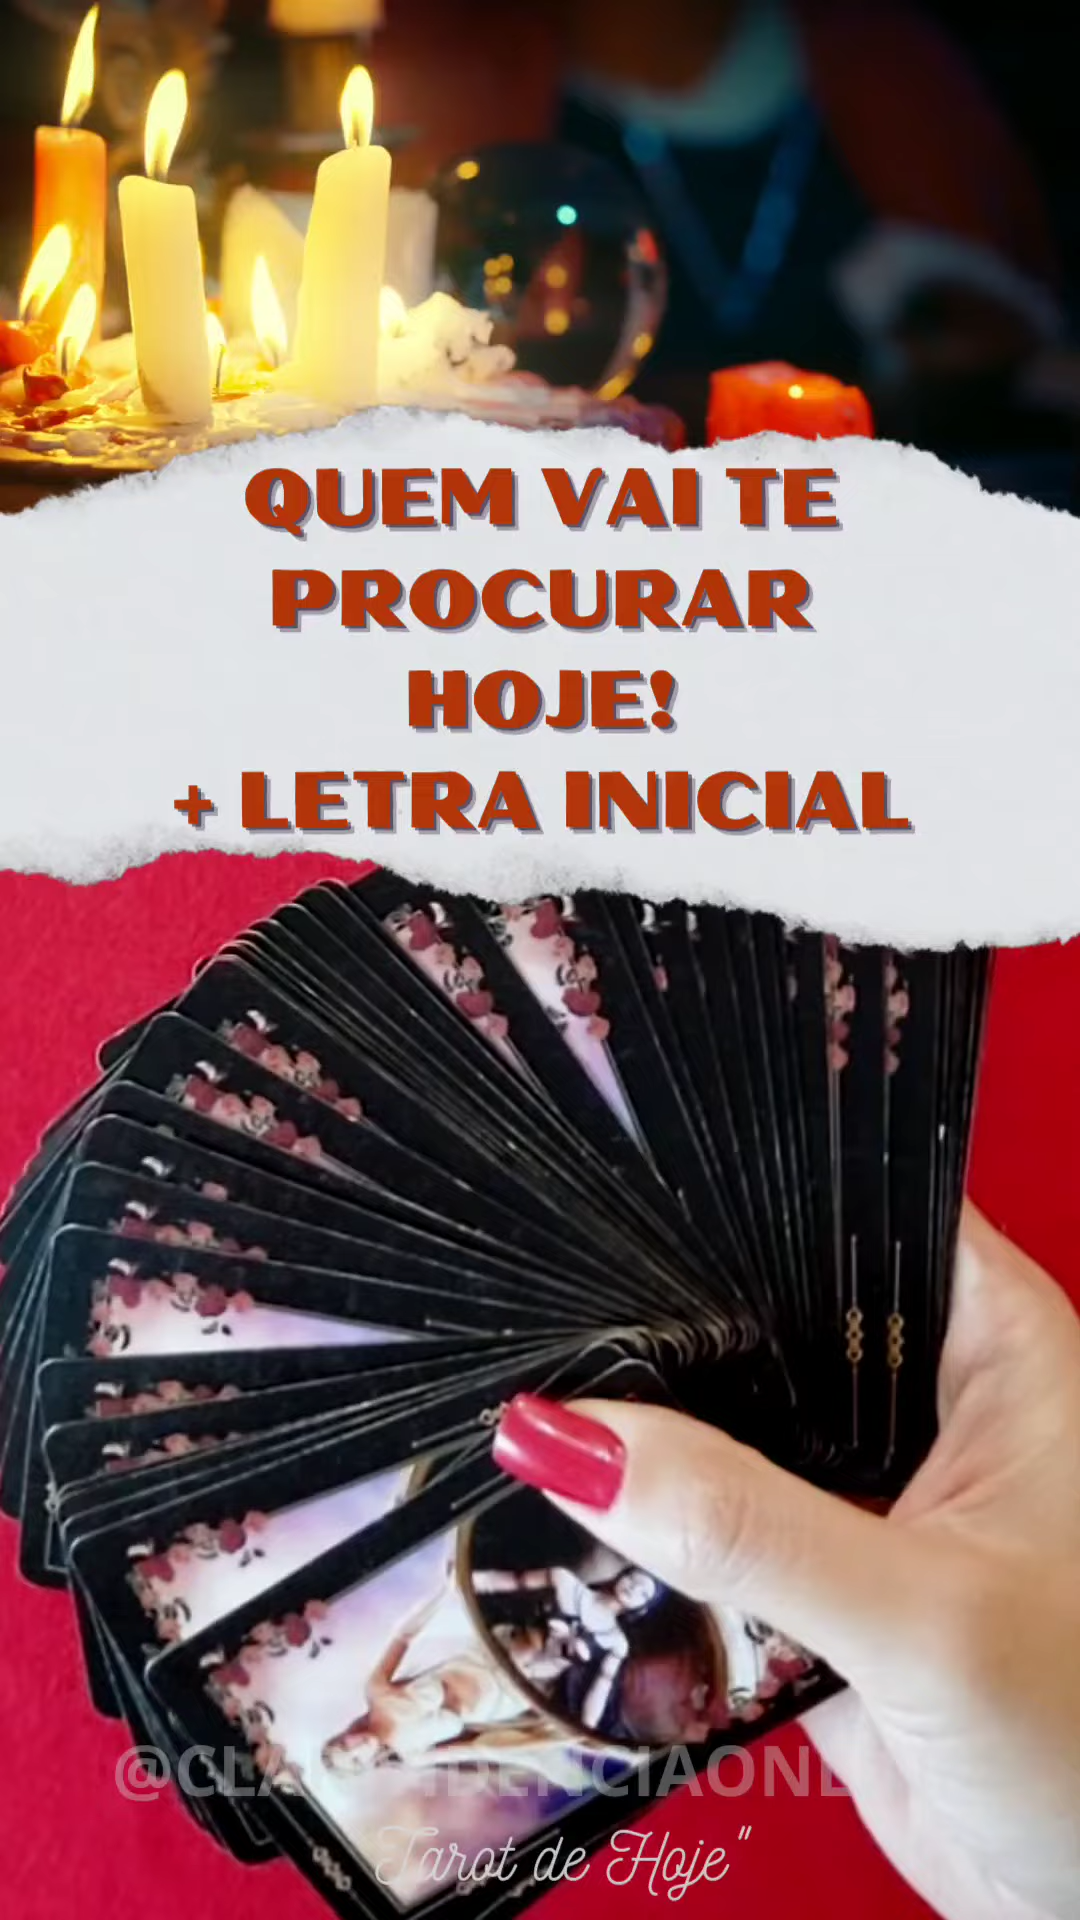 QUEM VAI TE
PROCURAR
HOJE!
+ LETRA INICIAL
Tarot de Hoje"